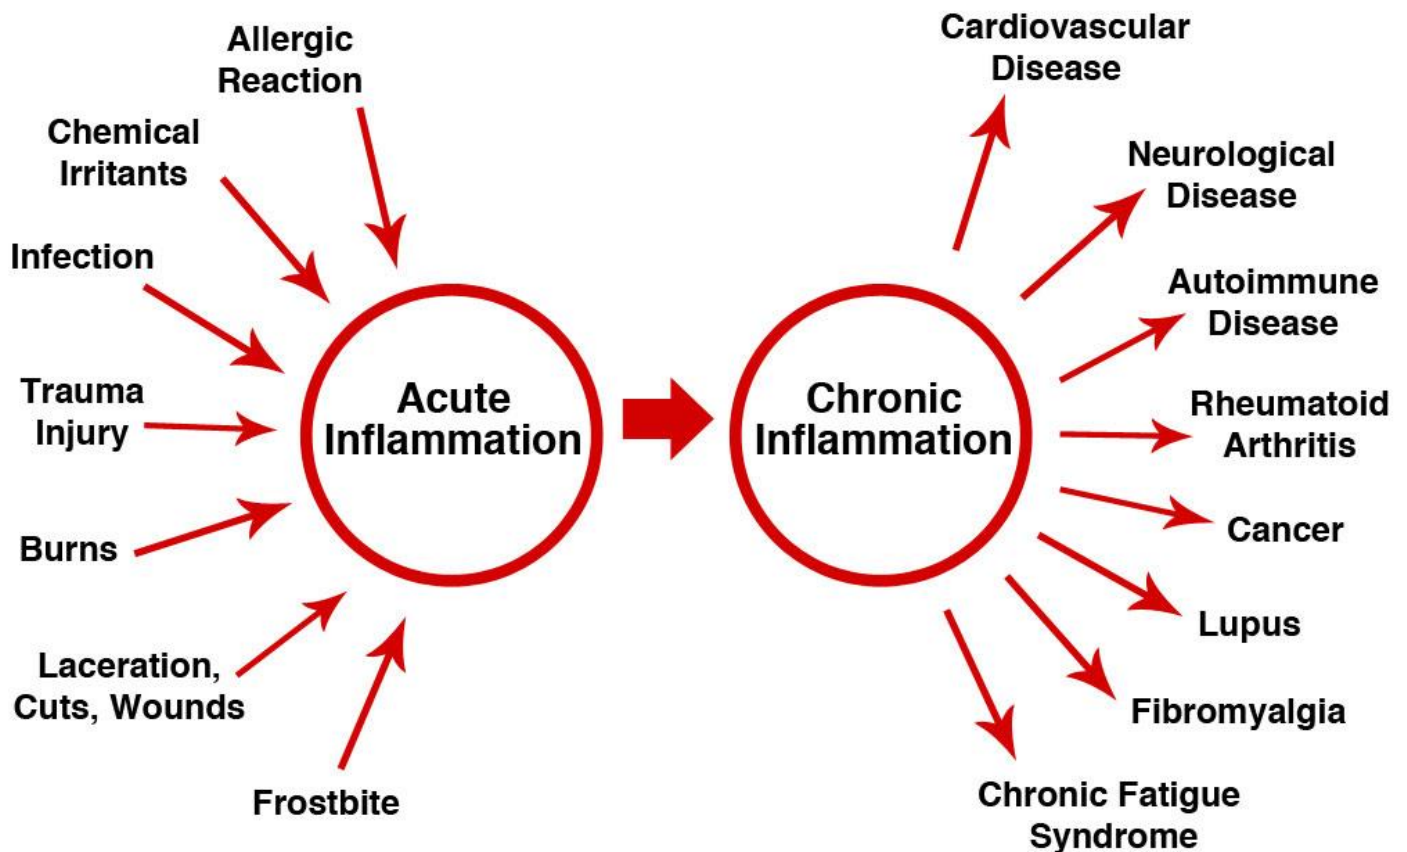 Allergic
Reaction
Chemical
Irritants
Infection
Trauma
Injury
Burns
Laceration,
Cuts, Wounds
Frostbite
Acute
Inflammation
Chronic
Inflammation
Cardiovascular
Disease
Neurological
Disease
Autoimmune
Disease
Rheumatoid
Arthritis
Cancer
Lupus
Fibromyalgia
Chronic Fatigue
Syndrome